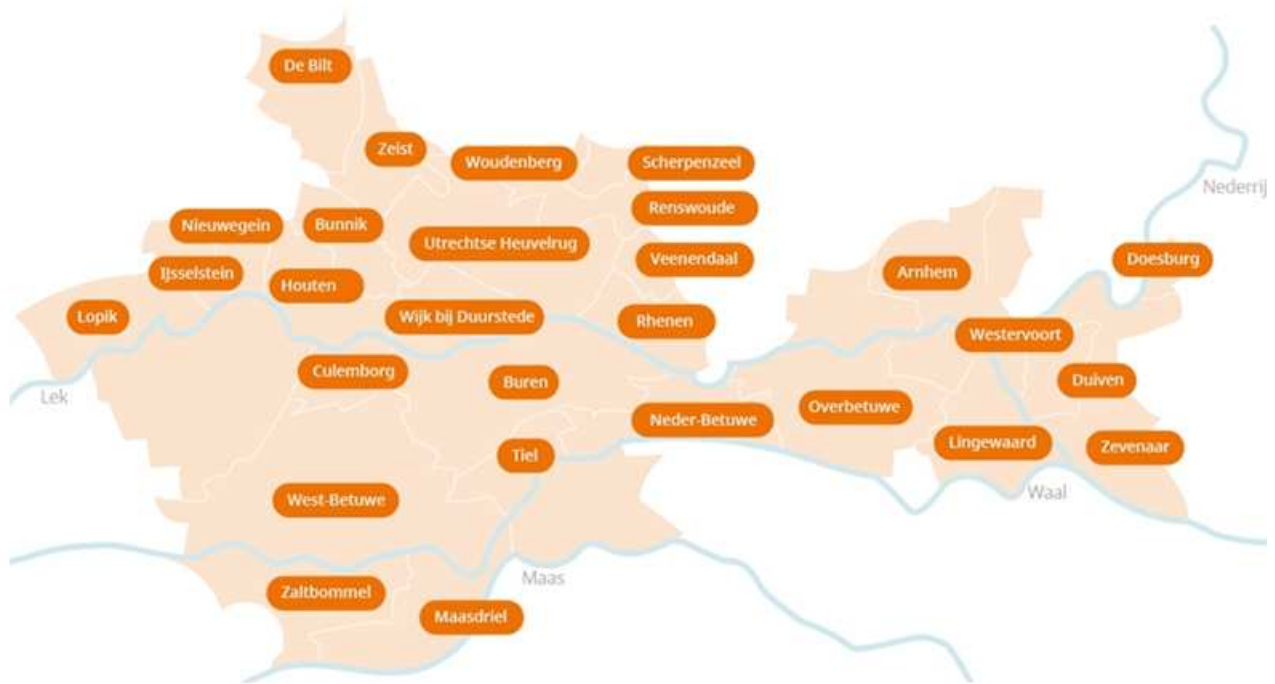 De Bilt
Zeist
Woudenberg
Scherpenzeel
Nederrij
Renswoude
Nieuwegein
Bunnik
Utrechtse Heuvelrug
Veenendaal
Doesburg
IJsselstein
Arnhem
Houten
Lopik
Wijk bij Duurstede
Rhenen
Westervoort
Culemborg
Buren
Duiven
Lek
Overbetuwe
Neder-Betuwe
Lingewaard
Zevenaar
Tiel
Waal
West-Betuwe
Maas
Zaltbommel
Maasdriel